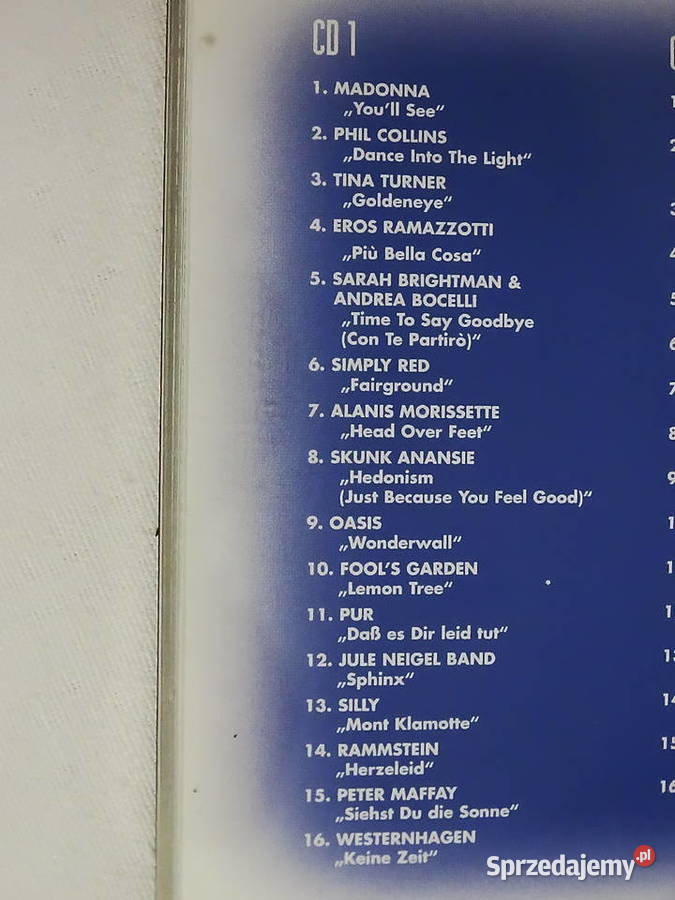 CD 1
1. MADONNA
„You'll See“
2. PHIL COLLINS
„Dance Into The Light“
3. TINA TURNER
„Goldeneye“
4. EROS RAMAZZOTTI
„Più Bella Cosa“
5. SARAH BRIGHTMAN &
ANDREA BOCELLI
„Time To Say Goodbye
(Con Te Partirò)“
6. SIMPLY RED
„Fairground“
7. ALANIS MORISSETTE
„Head Over Feet“
8. SKUNK ANANSIE
„Hedonism
(Just Because You Feel Good)“
9. OASIS
„Wonderwall“
10. FOOL'S GARDEN
„Lemon Tree“
11. PUR
„Daß es Dir leid tut“
12. JULE NEIGEL BAND
„Sphinx“
13. SILLY
„Mont Klamotte“
14. RAMMSTEIN
„Herzeleid“
15. PETER MAFFAY
„Siehst Du die Sonne“
16. WESTERNHAGEN
„Keine Zeit“
Sprzedajemy.pl